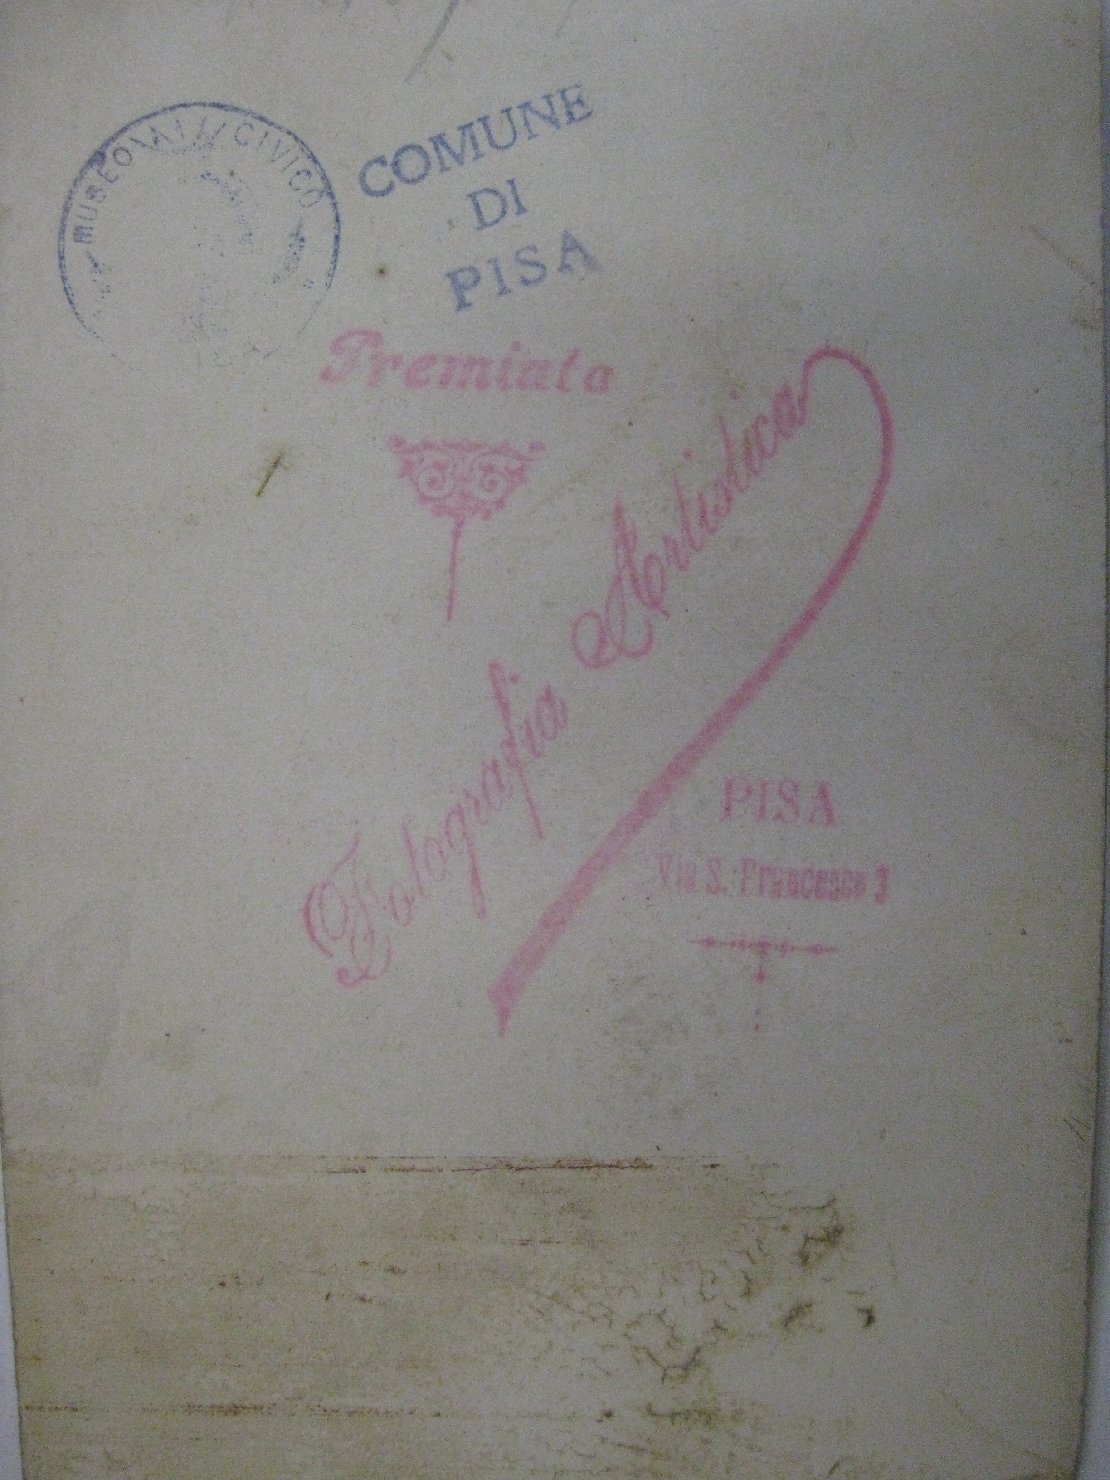 MUSEO CIVICO
COMUNE
DI
PISA
Premiata
Fotografia Artistica
PISA
Via S. Francesco 3